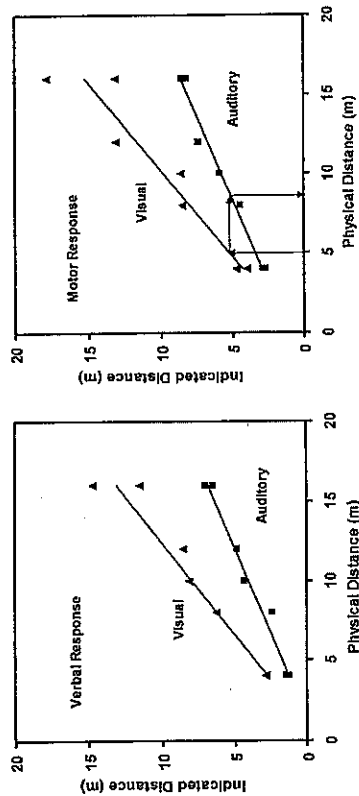 Verbal Response
Visual
Auditory
Indicated Distance (m)
20
15
10
5
0
0
5
10
15
20
Physical Distance (m)
Motor Response
Visual
Auditory
Indicated Distance (m)
20
15
10
5
0
0
5
10
15
20
Physical Distance (m)